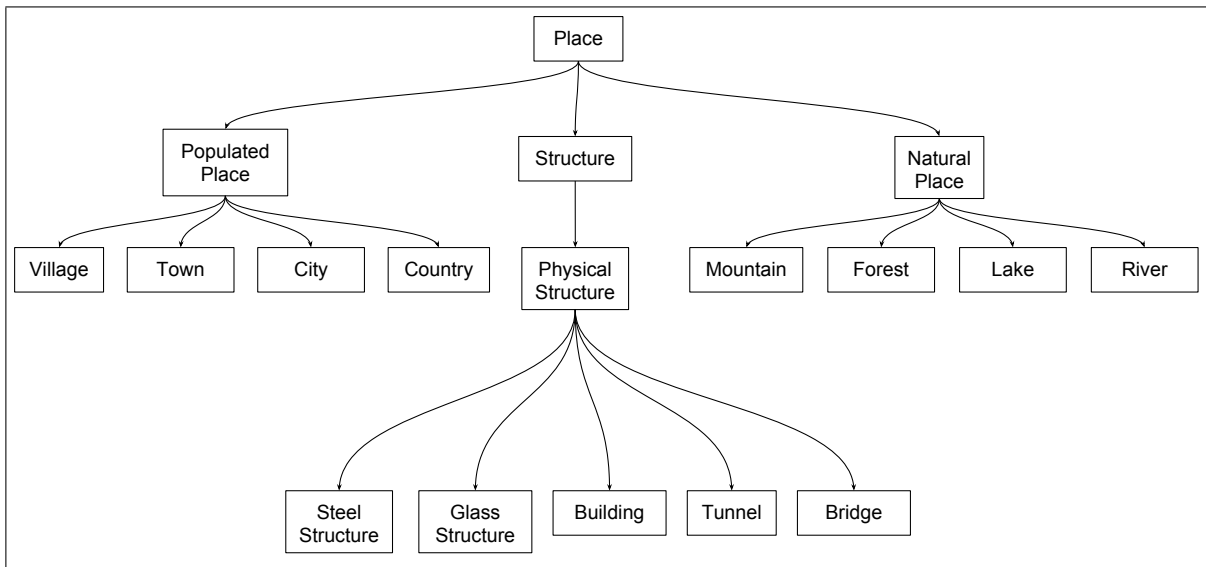 Place
Populated
Place
Structure
Natural
Place
Village
Town
City
Country
Physical
Structure
Mountain
Forest
Lake
River
Steel
Structure
Glass
Structure
Building
Tunnel
Bridge